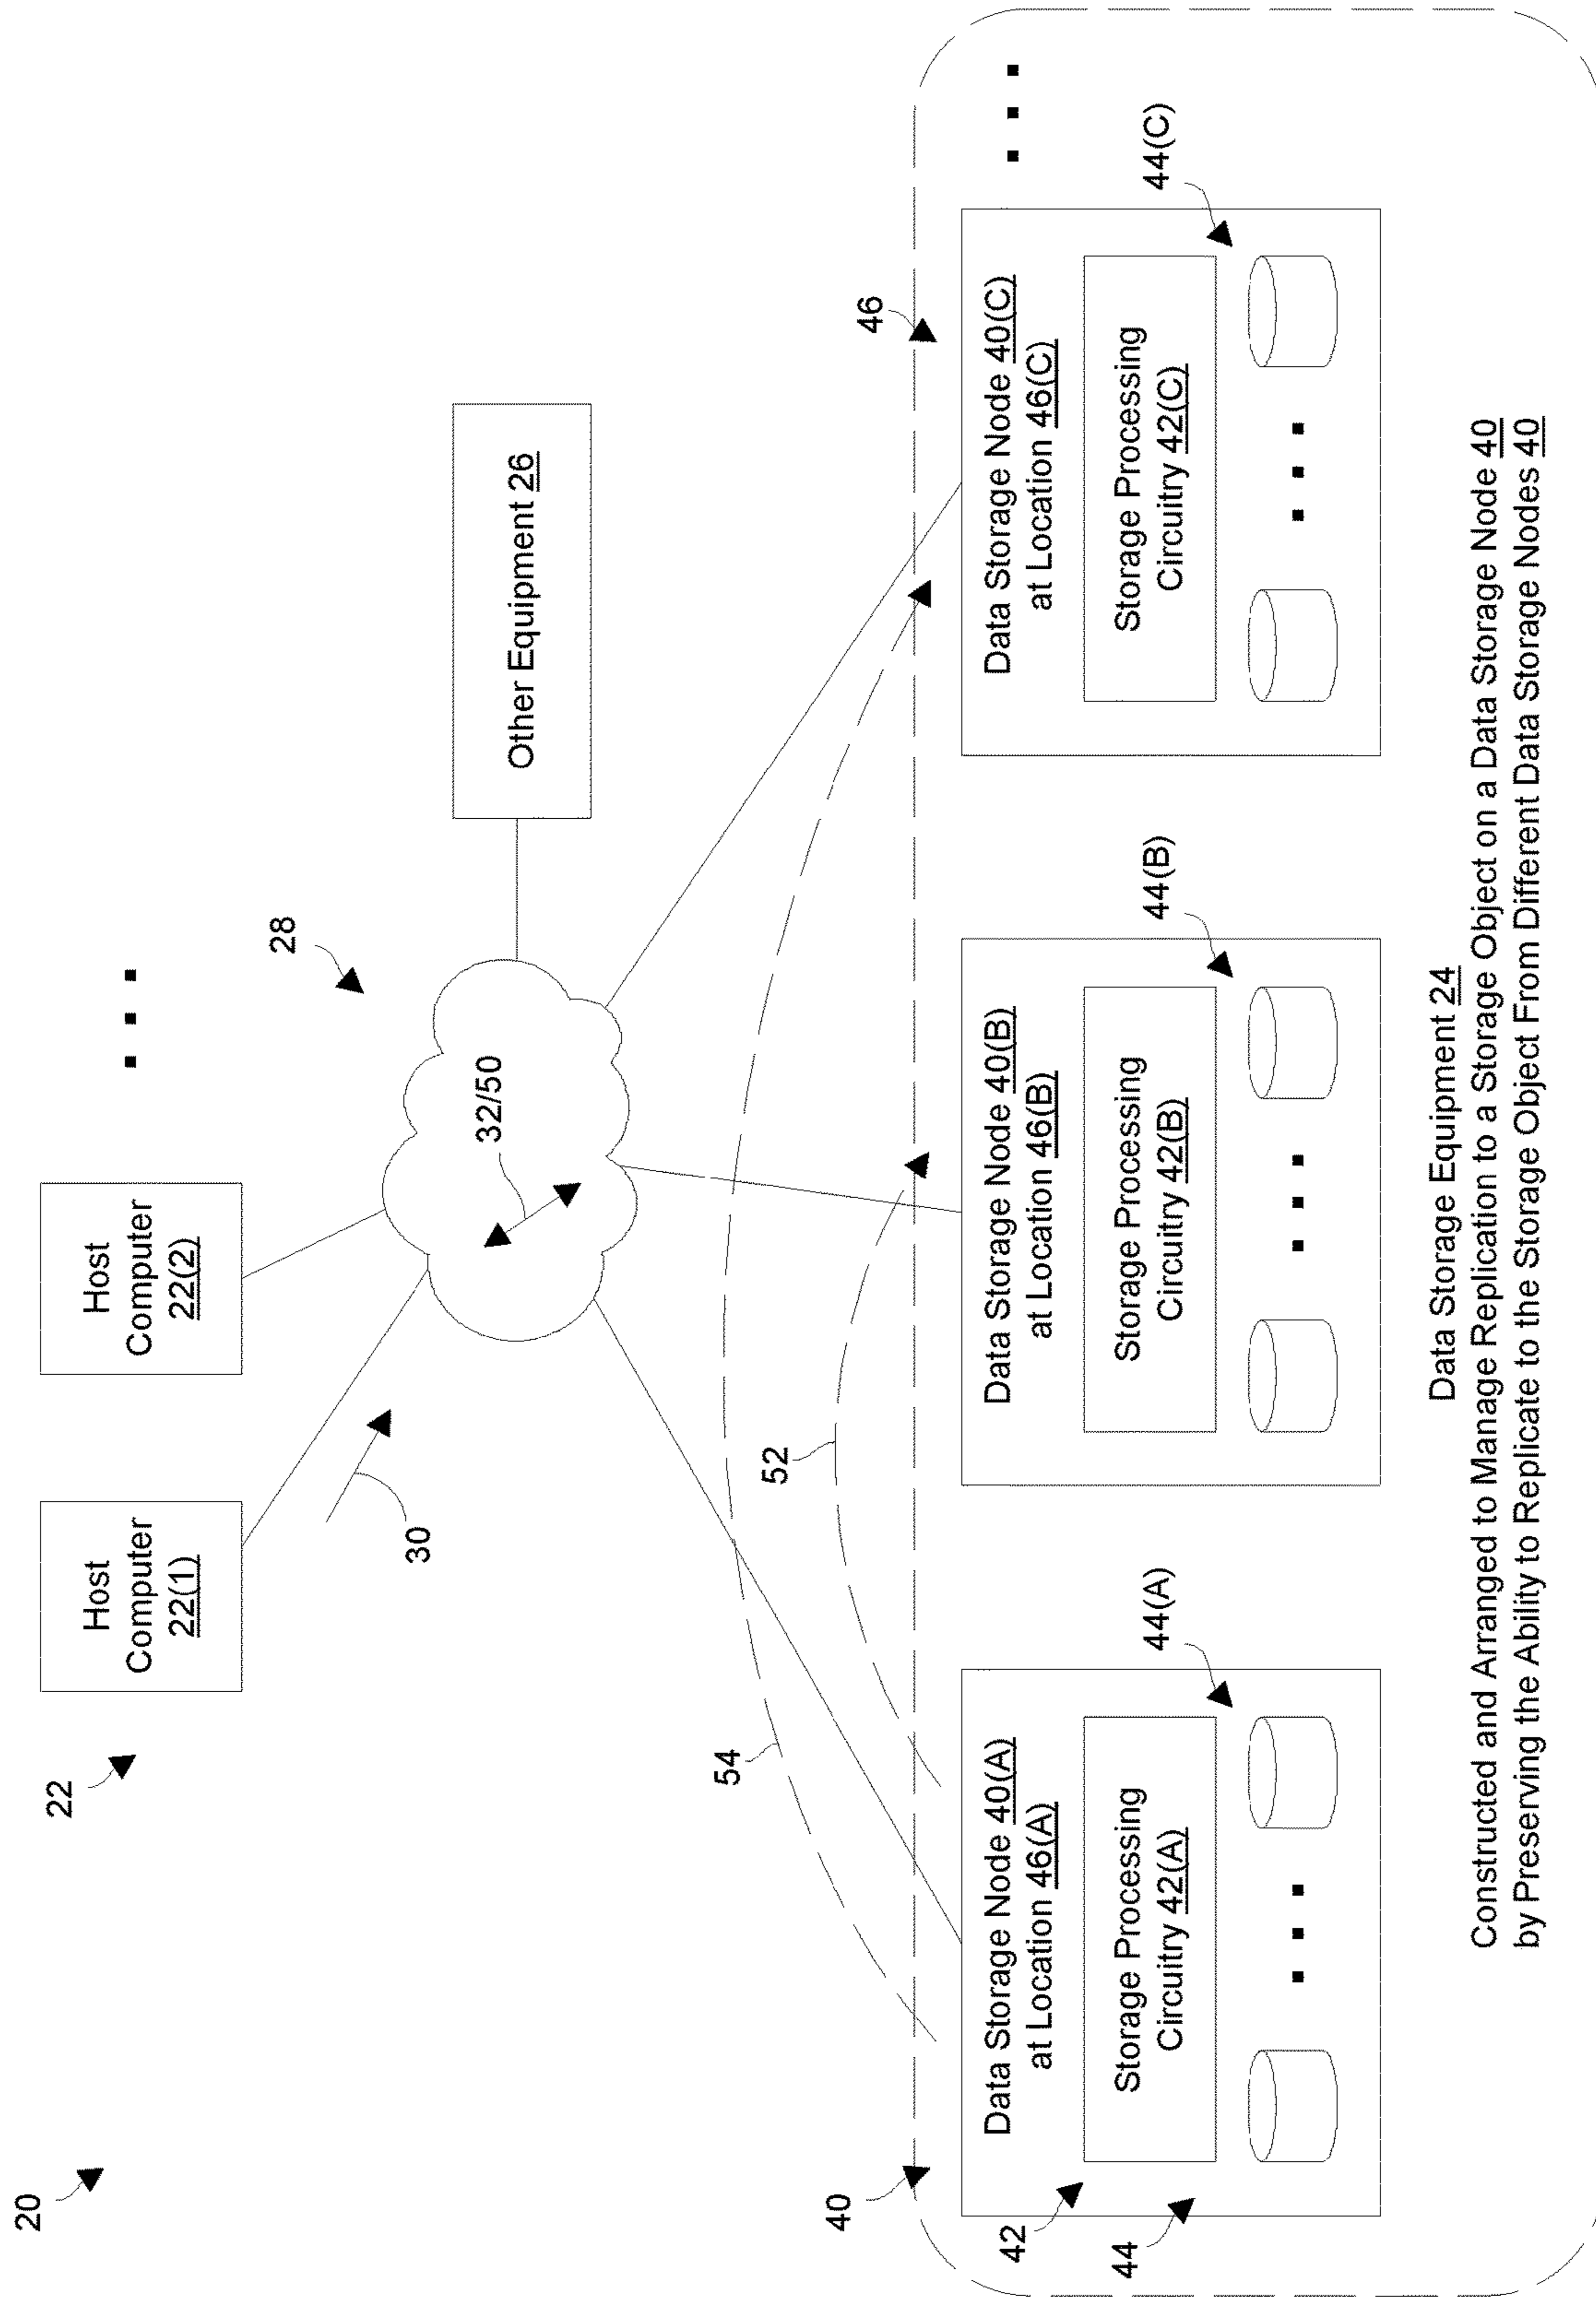 20
22
Host
Computer
22(1)
Host
Computer
22(2)
30
28
32/50
Other Equipment 26
54
52
40
46
42
44
Data Storage Node 40(A)
at Location 46(A)
Storage Processing
Circuitry 42(A)
44(A)
Data Storage Node 40(B)
at Location 46(B)
Storage Processing
Circuitry 42(B)
44(B)
Data Storage Node 40(C)
at Location 46(C)
Storage Processing
Circuitry 42(C)
44(C)
Data Storage Equipment 24
Constructed and Arranged to Manage Replication to a Storage Object on a Data Storage Node 40
by Preserving the Ability to Replicate to the Storage Object From Different Data Storage Nodes 40